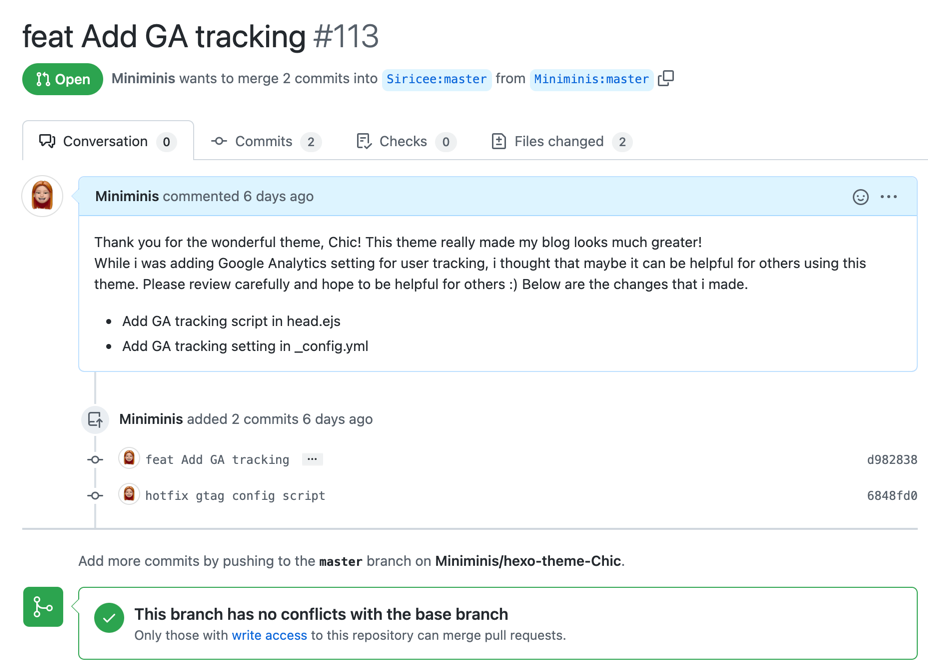 feat Add GA tracking #113
Open Miniminis wants to merge 2 commits into Siricee:master from Miniminis:master
Conversation 0 Commits 2 Checks 0 Files changed 2
Miniminis commented 6 days ago
Thank you for the wonderful theme, Chic! This theme really made my blog looks much greater!
While i was adding Google Analytics setting for user tracking, i thought that maybe it can be helpful for others using this
theme. Please review carefully and hope to be helpful for others :) Below are the changes that i made.
• Add GA tracking script in head.ejs
• Add GA tracking setting in _config.yml
Miniminis added 2 commits 6 days ago
feat Add GA tracking ... d982838
hotfix gtag config script 6848fd0
Add more commits by pushing to the master branch on Miniminis/hexo-theme-Chic.
This branch has no conflicts with the base branch
Only those with write access to this repository can merge pull requests.